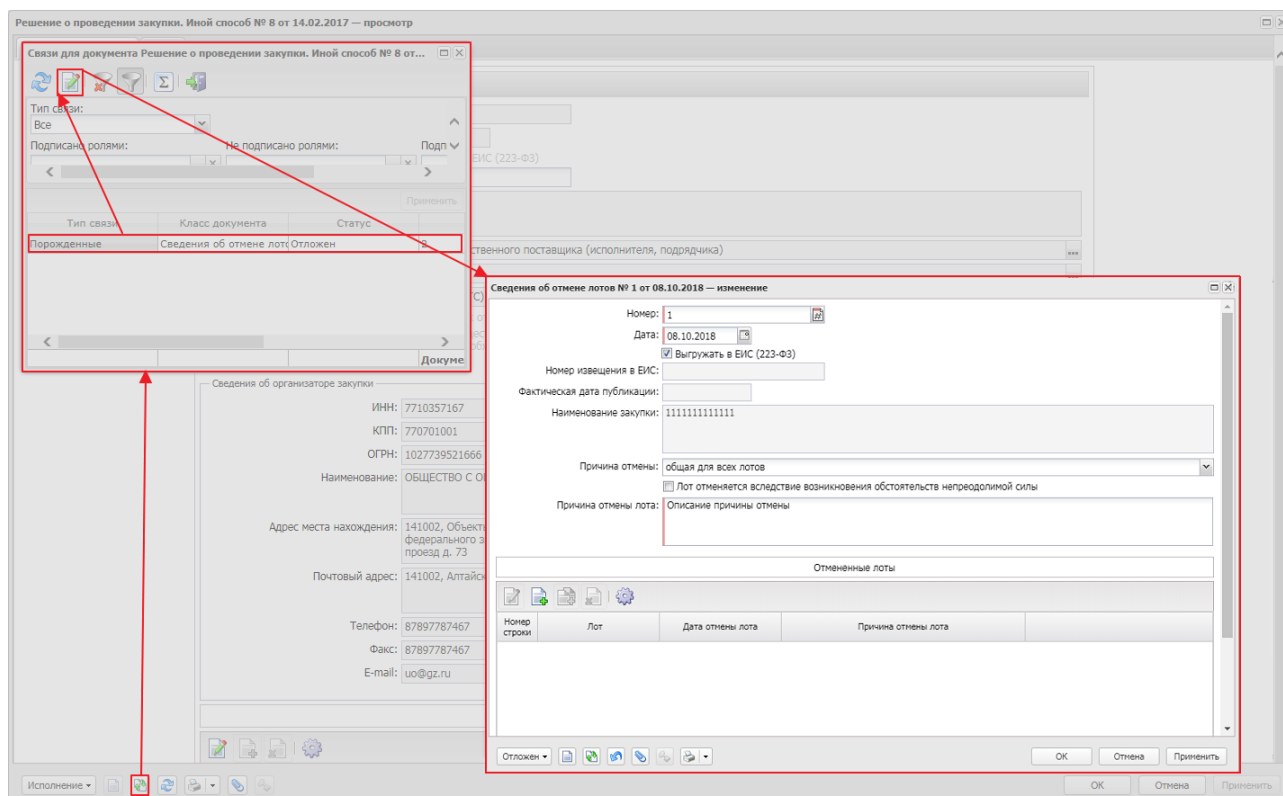 Решение о проведении закупки. Иной способ № 8 от 14.02.2017 — просмотр
Связи для документа Решение о проведении закупки. Иной способ № 8 от...
Тип связи:
Все
Подписано ролями:
Не подписано ролями:
Подп
Применить
Тип связи
Класс документа
Статус
Порожденные
Сведения об отмене лото
Отложен
2
Докуме
ЕИС (223-ФЗ)
ственного поставщика (исполнителя, подрядчика)
Сведения об организаторе закупки
ИНН: 7710357167
КПП: 770701001
ОГРН: 1027739521666
Наименование: ОБЩЕСТВО С О
Адрес места нахождения: 141002, Объект
федерального з
проезд д. 73
Почтовый адрес: 141002, Алтайск
Телефон: 87897787467
Факс: 87897787467
E-mail: uo@gz.ru
Исполнение
ОК
Отмена
Применить
Сведения об отмене лотов № 1 от 08.10.2018 — изменение
Номер: 1
Дата: 08.10.2018
Выгружать в ЕИС (223-ФЗ)
Номер извещения в ЕИС:
Фактическая дата публикации:
Наименование закупки: 1111111111111
Причина отмены: общая для всех лотов
Лот отменяется вследствие возникновения обстоятельств непреодолимой силы
Причина отмены лота: Описание причины отмены
Отмененные лоты
Номер
строки
Лот
Дата отмены лота
Причина отмены лота
Отложен
ОК
Отмена
Применить